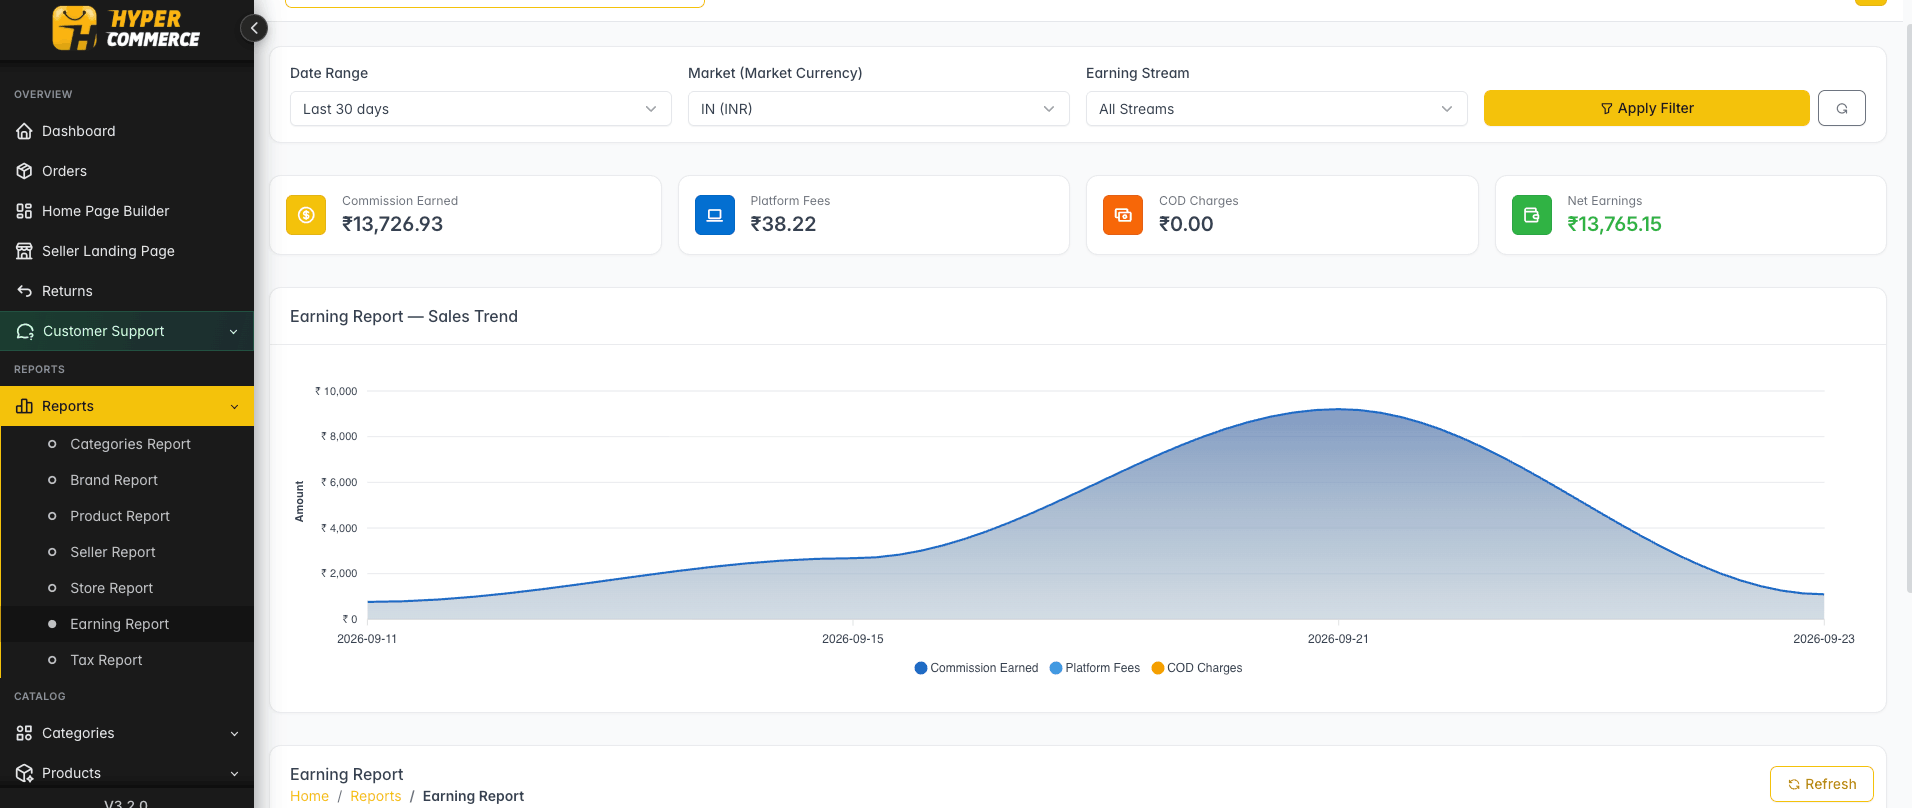 HYPER
COMMERCE
OVERVIEW
Dashboard
Orders
Home Page Builder
Seller Landing Page
Returns
Customer Support
REPORTS
Reports
Categories Report
Brand Report
Product Report
Seller Report
Store Report
Earning Report
Tax Report
CATALOG
Categories
Products
V3.2.0
Date Range
Last 30 days
Market (Market Currency)
IN (INR)
Earning Stream
All Streams
Apply Filter
Commission Earned
₹13,726.93
Platform Fees
₹38.22
COD Charges
₹0.00
Net Earnings
₹13,765.15
Earning Report — Sales Trend
Amount
₹ 10,000
₹ 8,000
₹ 6,000
₹ 4,000
₹ 2,000
₹ 0
2026-09-11 2026-09-15 2026-09-21 2026-09-23
Commission Earned Platform Fees COD Charges
Earning Report
Home / Reports / Earning Report
Refresh